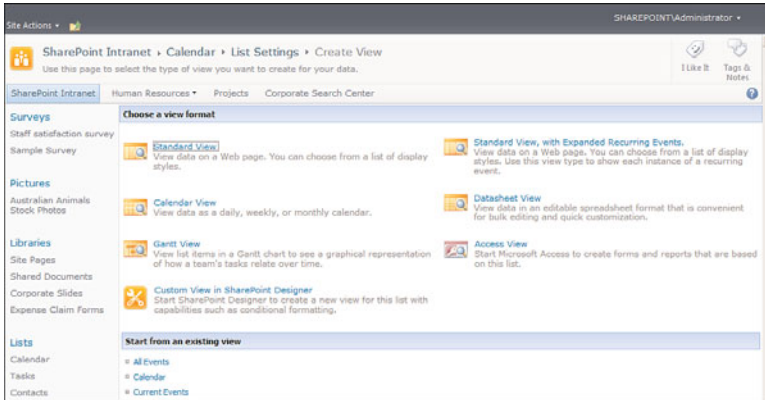 Site Actions
SHAREPOINT\Administrator
SharePoint Intranet › Calendar › List Settings › Create View
Use this page to select the type of view you want to create for your data.
I Like It
Tags & Notes
SharePoint Intranet
Human Resources
Projects
Corporate Search Center
Surveys
Staff satisfaction survey
Sample Survey
Pictures
Australian Animals
Stock Photos
Libraries
Site Pages
Shared Documents
Corporate Slides
Expense Claim Forms
Lists
Calendar
Tasks
Contacts
Choose a view format
Standard View
View data on a Web page. You can choose from a list of display
styles.
Standard View, with Expanded Recurring Events.
View data on a Web page. You can choose from a list of display
styles. Use this view type to show each instance of a recurring
event.
Calendar View
View data as a daily, weekly, or monthly calendar.
Datasheet View
View data in an editable spreadsheet format that is convenient
for bulk editing and quick customization.
Gantt View
View list items in a Gantt chart to see a graphical representation
of how a team's tasks relate over time.
Access View
Start Microsoft Access to create forms and reports that are based
on this list.
Custom View in SharePoint Designer
Start SharePoint Designer to create a new view for this list with
capabilities such as conditional formatting.
Start from an existing view
All Events
Calendar
Current Events